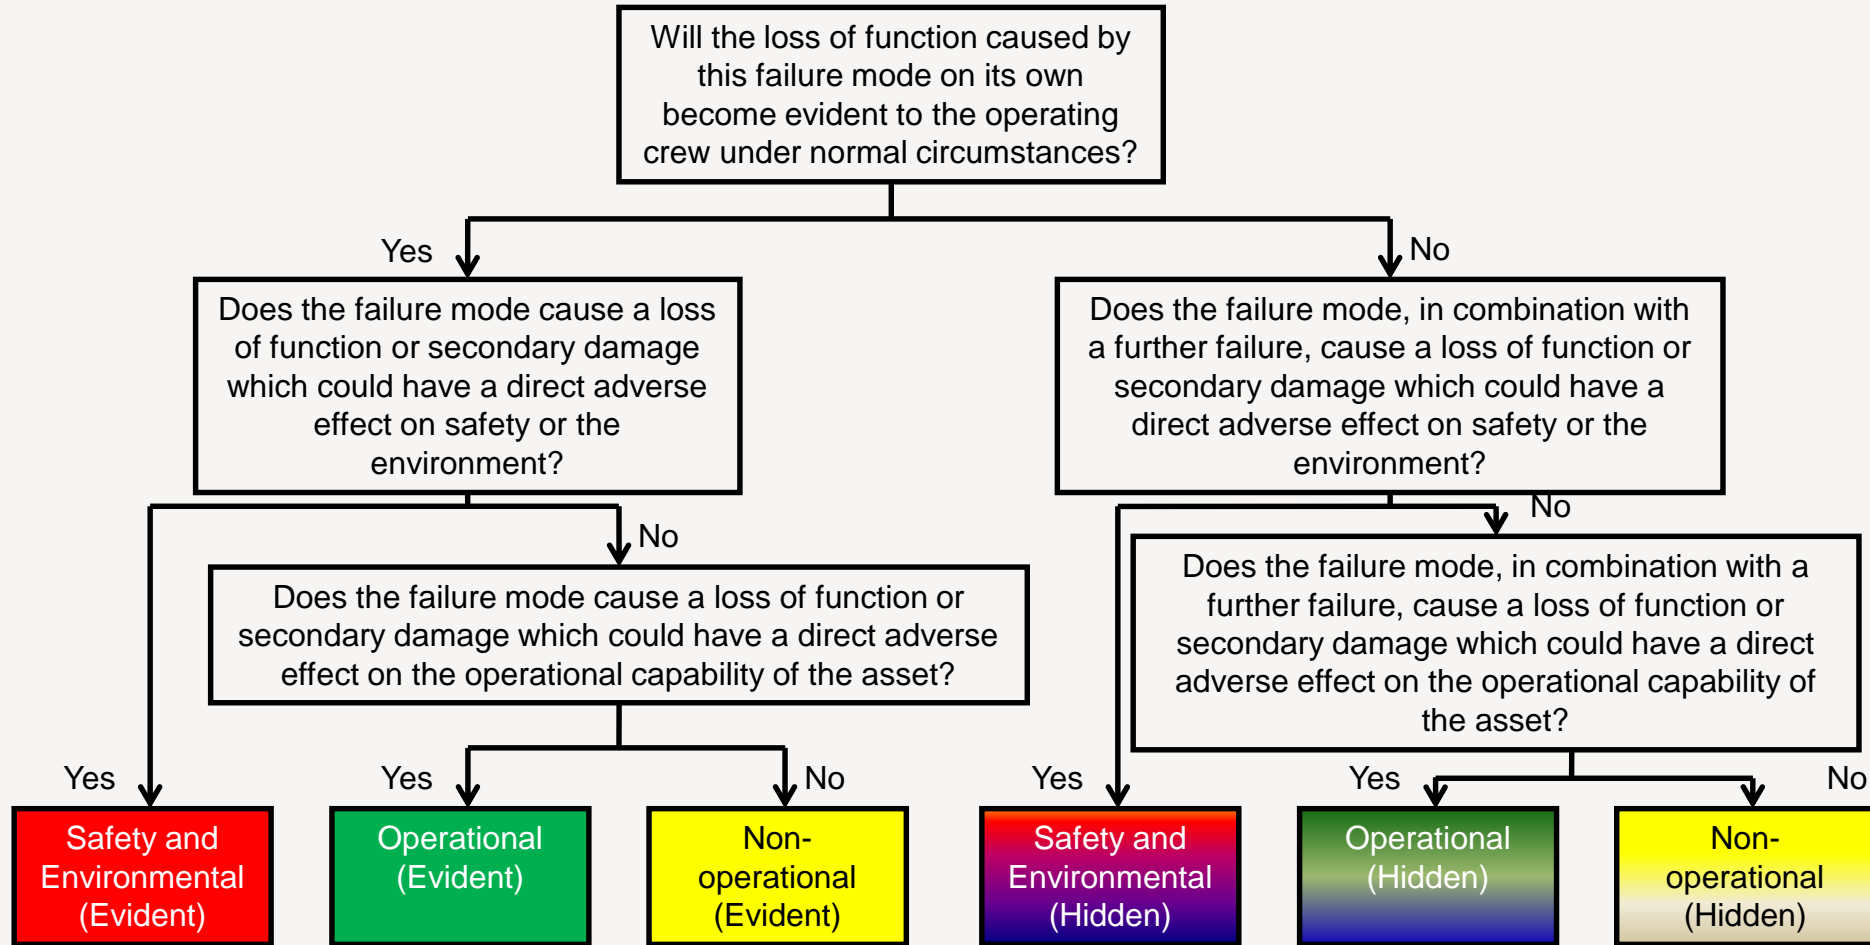 Will the loss of function caused by
this failure mode on its own
become evident to the operating
crew under normal circumstances?
Yes
No
Does the failure mode cause a loss
of function or secondary damage
which could have a direct adverse
effect on safety or the
environment?
Does the failure mode, in combination with
a further failure, cause a loss of function or
secondary damage which could have a
direct adverse effect on safety or the
environment?
No
No
Does the failure mode cause a loss of function or
secondary damage which could have a direct adverse
effect on the operational capability of the asset?
Does the failure mode, in combination with a
further failure, cause a loss of function or
secondary damage which could have a direct
adverse effect on the operational capability of
the asset?
Yes
Yes
No
Yes
Yes
No
Safety and
Environmental
(Evident)
Operational
(Evident)
Non-
operational
(Evident)
Safety and
Environmental
(Hidden)
Operational
(Hidden)
Non-
operational
(Hidden)